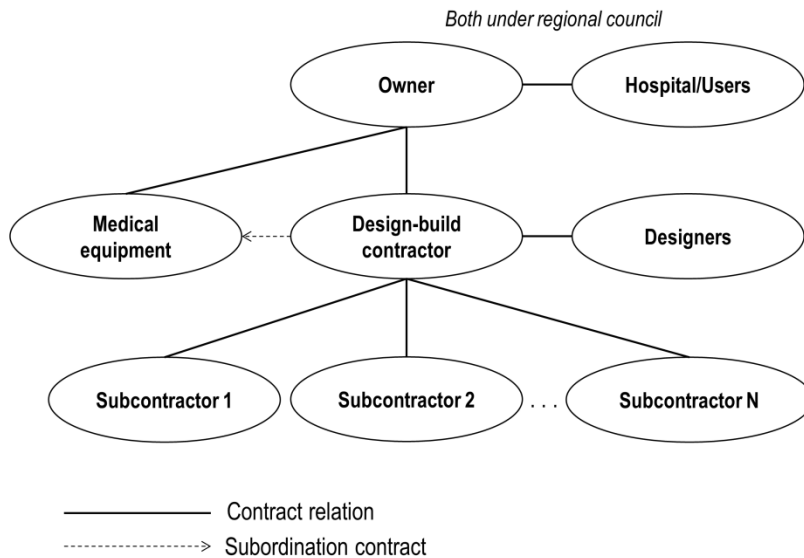 Both under regional council
Owner
Hospital/Users
Medical
equipment
Design-build
contractor
Designers
Subcontractor 1
Subcontractor 2
. . .
Subcontractor N
Contract relation
Subordination contract